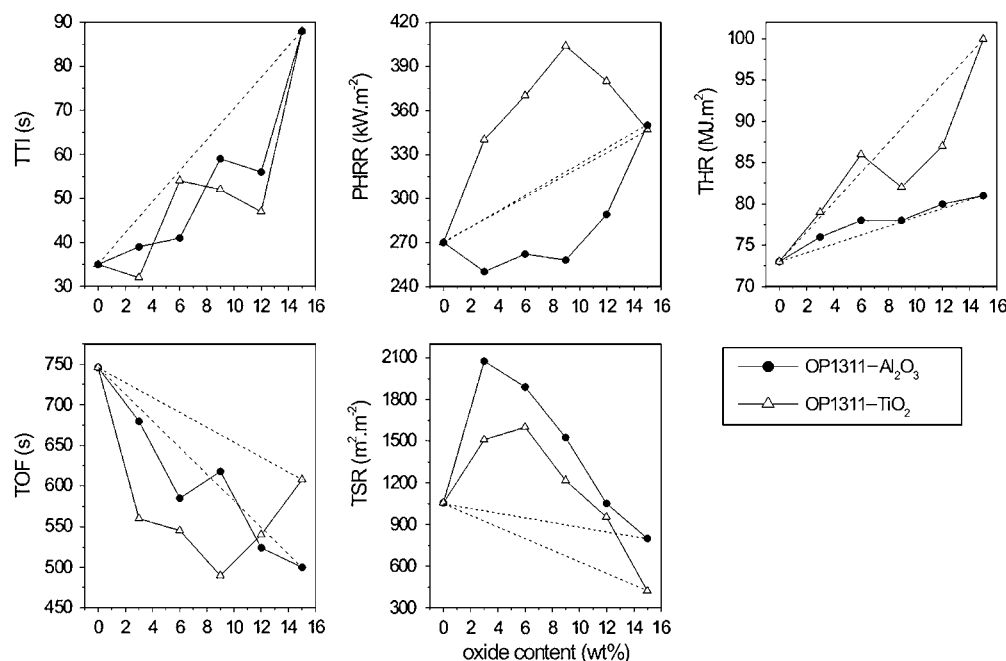 90
80
70
60
50
40
30
TTI (s)
0 2 4 6 8 10 12 14 16
420
390
360
330
300
270
240
PHRR (kW.m⁻²)
0 2 4 6 8 10 12 14 16
100
95
90
85
80
75
70
THR (MJ.m²)
0 2 4 6 8 10 12 14 16
750
700
650
600
550
500
450
TOF (s)
0 2 4 6 8 10 12 14 16
2100
1800
1500
1200
900
600
300
TSR (m².m⁻²)
0 2 4 6 8 10 12 14 16
oxide content (wt%)
OP1311–Al₂O₃
OP1311–TiO₂